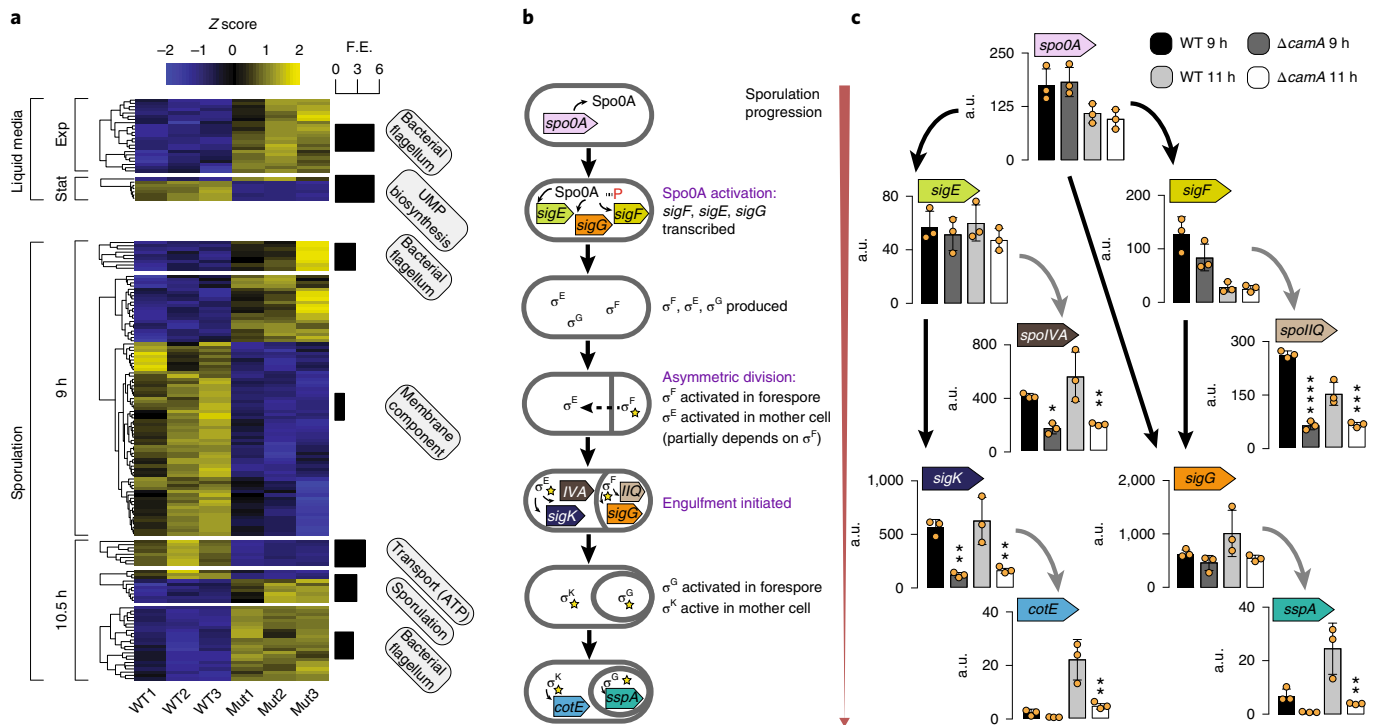 a
Z score
−2 −1 0 1 2
F.E.
0 3 6
Liquid media
Exp
Stat
Sporulation
9 h
10.5 h
Bacterial
flagellum
UMP
biosynthesis
Bacterial
flagellum
Membrane
component
Transport (ATP)
Sporulation
Bacterial
flagellum
WT1 WT2 WT3 Mut1 Mut2 Mut3
b
Spo0A
spo0A
Spo0A P
sigE sigG sigF
Spo0A activation:
sigF, sigE, sigG
transcribed
σE σF
σG
σF, σE, σG produced
σE σF
Asymmetric division:
σF activated in forespore
σE activated in mother cell
(partially depends on σF)
σE IVA σF IIQ
sigK sigG
Engulfment initiated
σK σG
σG activated in forespore
σK active in mother cell
σK σG
cotE sspA
Sporulation
progression
c
WT 9 h
ΔcamA 9 h
WT 11 h
ΔcamA 11 h
spo0A
a.u.
250
125
0
sigE
a.u.
80
40
0
sigF
a.u.
200
100
0
spoIVA
a.u.
800
400
0
*
**
spoIIQ
a.u.
300
150
0
****
***
sigK
a.u.
1,000
500
0
**
***
sigG
a.u.
2,000
1,000
0
cotE
a.u.
40
20
0
**
sspA
a.u.
40
20
0
***